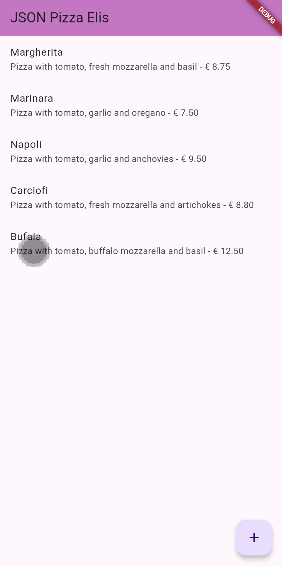 JSON Pizza Elis
DEBUG
Margherita
Pizza with tomato, fresh mozzarella and basil - € 8.75
Marinara
Pizza with tomato, garlic and oregano - € 7.50
Napoli
Pizza with tomato, garlic and anchovies - € 9.50
Carciofi
Pizza with tomato, fresh mozzarella and artichokes - € 8.80
Bufala
Pizza with tomato, buffalo mozzarella and basil - € 12.50
+